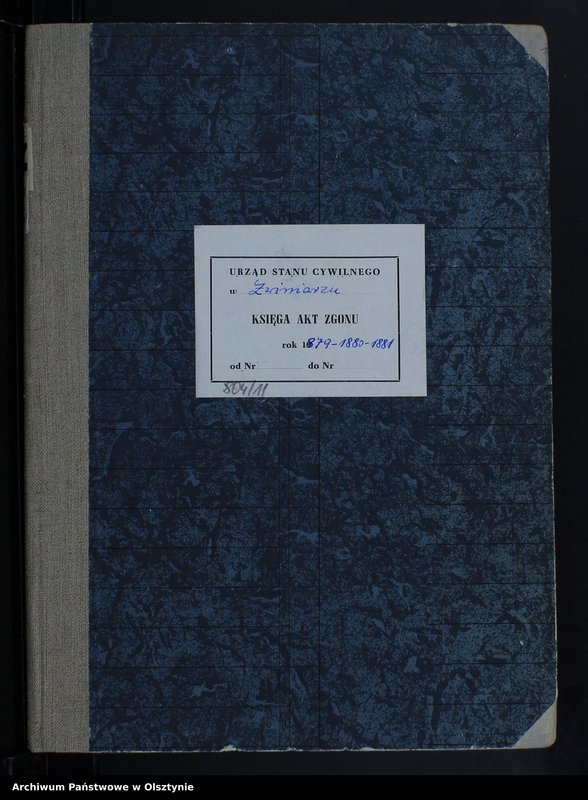 URZĄD STANU CYWILNEGO
w Zwiniarzu
KSIĘGA AKT ZGONU
rok 1879-1880-1881
od Nr ........ do Nr
804/11
Archiwum Państwowe w Olsztynie